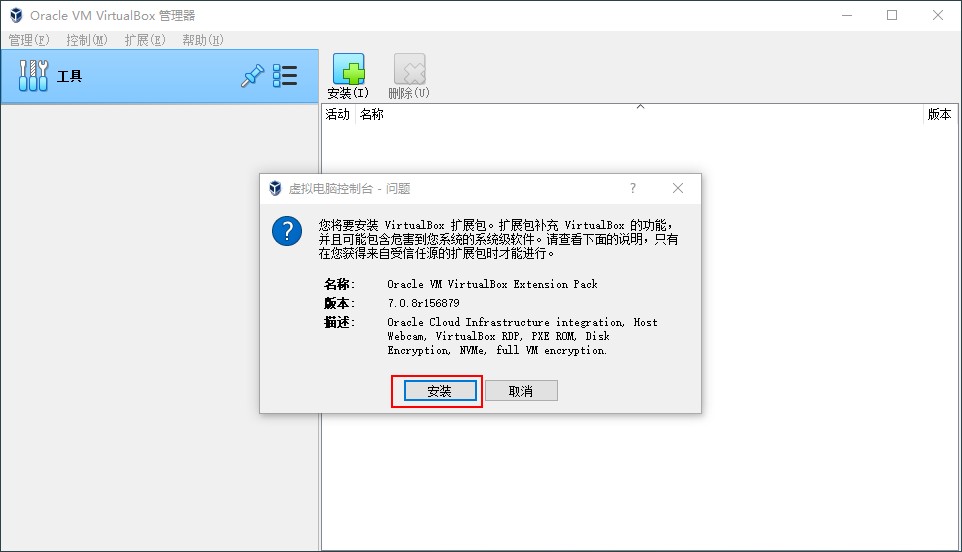 Oracle VM VirtualBox 管理器
管理(F) 控制(M) 扩展(E) 帮助(H)
工具
安装(I) 删除(U)
活动 名称 版本
虚拟电脑控制台 - 问题
?
您将要安装 VirtualBox 扩展包。扩展包补充 VirtualBox 的功能,
并且可能包含危害到您系统的系统级软件。请查看下面的说明,只有
在您获得来自受信任源的扩展包时才能进行。
名称: Oracle VM VirtualBox Extension Pack
版本: 7.0.8r156879
描述: Oracle Cloud Infrastructure integration, Host
Webcam, VirtualBox RDP, PXE ROM, Disk
Encryption, NVMe, full VM encryption.
安装 取消